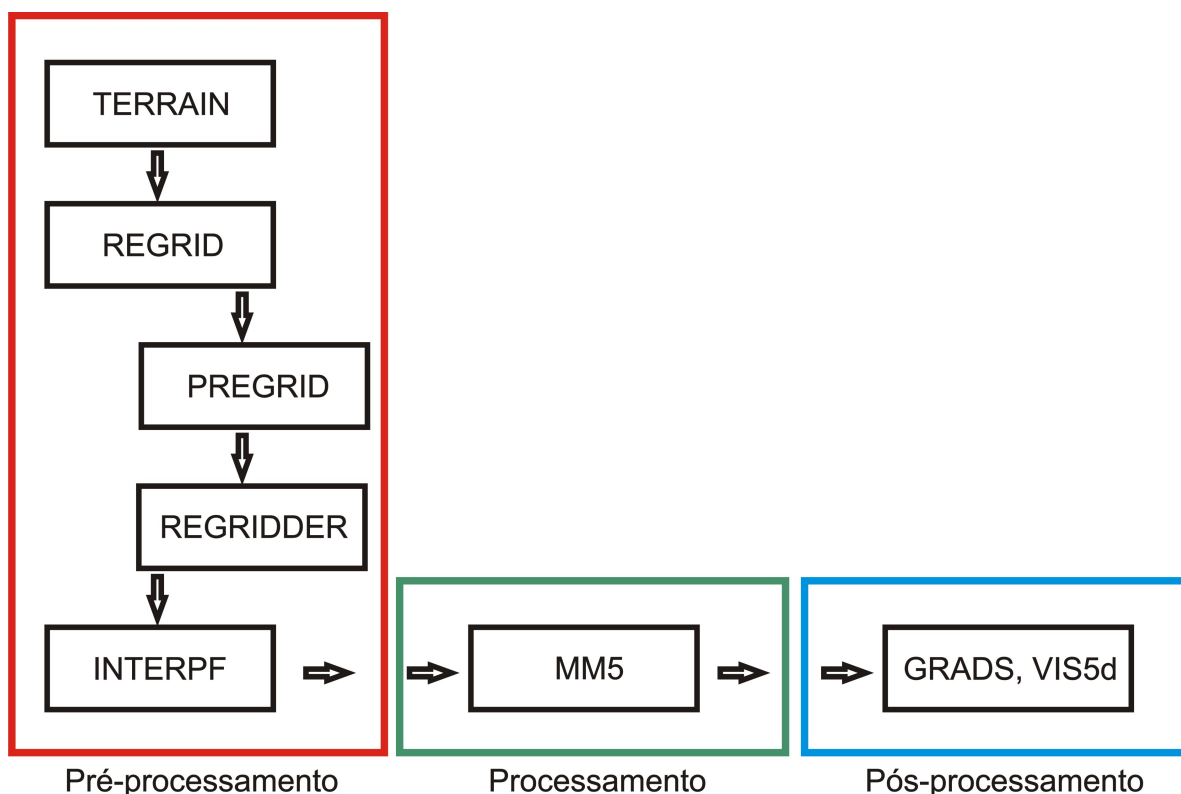 TERRAIN
REGRID
PREGRID
REGRIDDER
INTERPF
MM5
GRADS, VIS5d
Pré-processamento
Processamento
Pós-processamento